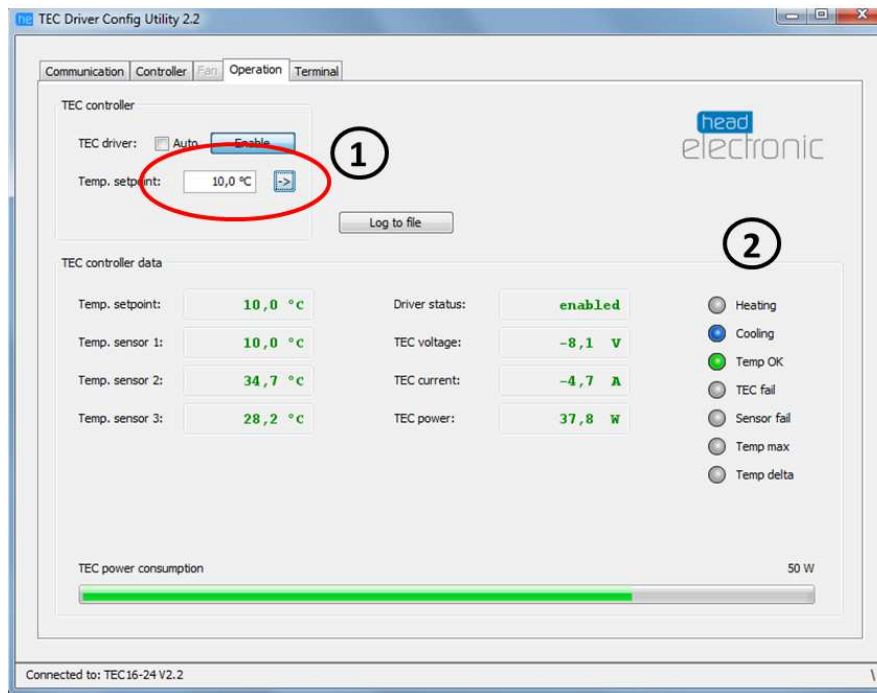 he TEC Driver Config Utility 2.2
Communication Controller Fan Operation Terminal
TEC controller
TEC driver: Auto Enable
1
Temp. setpoint: 10,0 °C ->
head
electronic
Log to file
2
TEC controller data
Temp. setpoint: 10,0 °C Driver status: enabled Heating
Temp. sensor 1: 10,0 °C TEC voltage: -8,1 V Cooling
Temp OK
Temp. sensor 2: 34,7 °C TEC current: -4,7 A TEC fail
Temp. sensor 3: 28,2 °C TEC power: 37,8 W Sensor fail
Temp max
Temp delta
TEC power consumption 50 W
Connected to: TEC16-24 V2.2 \